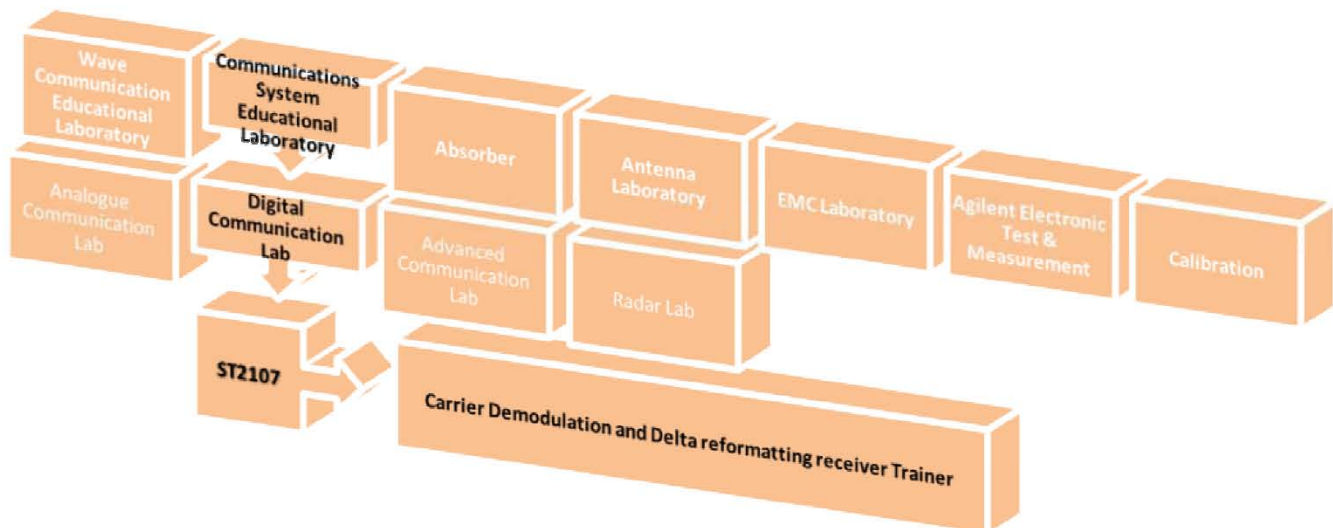 Wave
Communication
Educational
Laboratory
Communications
System
Educational
Laboratory
Absorber
Antenna
Laboratory
EMC Laboratory
Agilent Electronic
Test &
Measurement
Calibration
Analogue
Communication
Lab
Digital
Communication
Lab
Advanced
Communication
Lab
Radar Lab
ST2107
Carrier Demodulation and Delta reformatting receiver Trainer